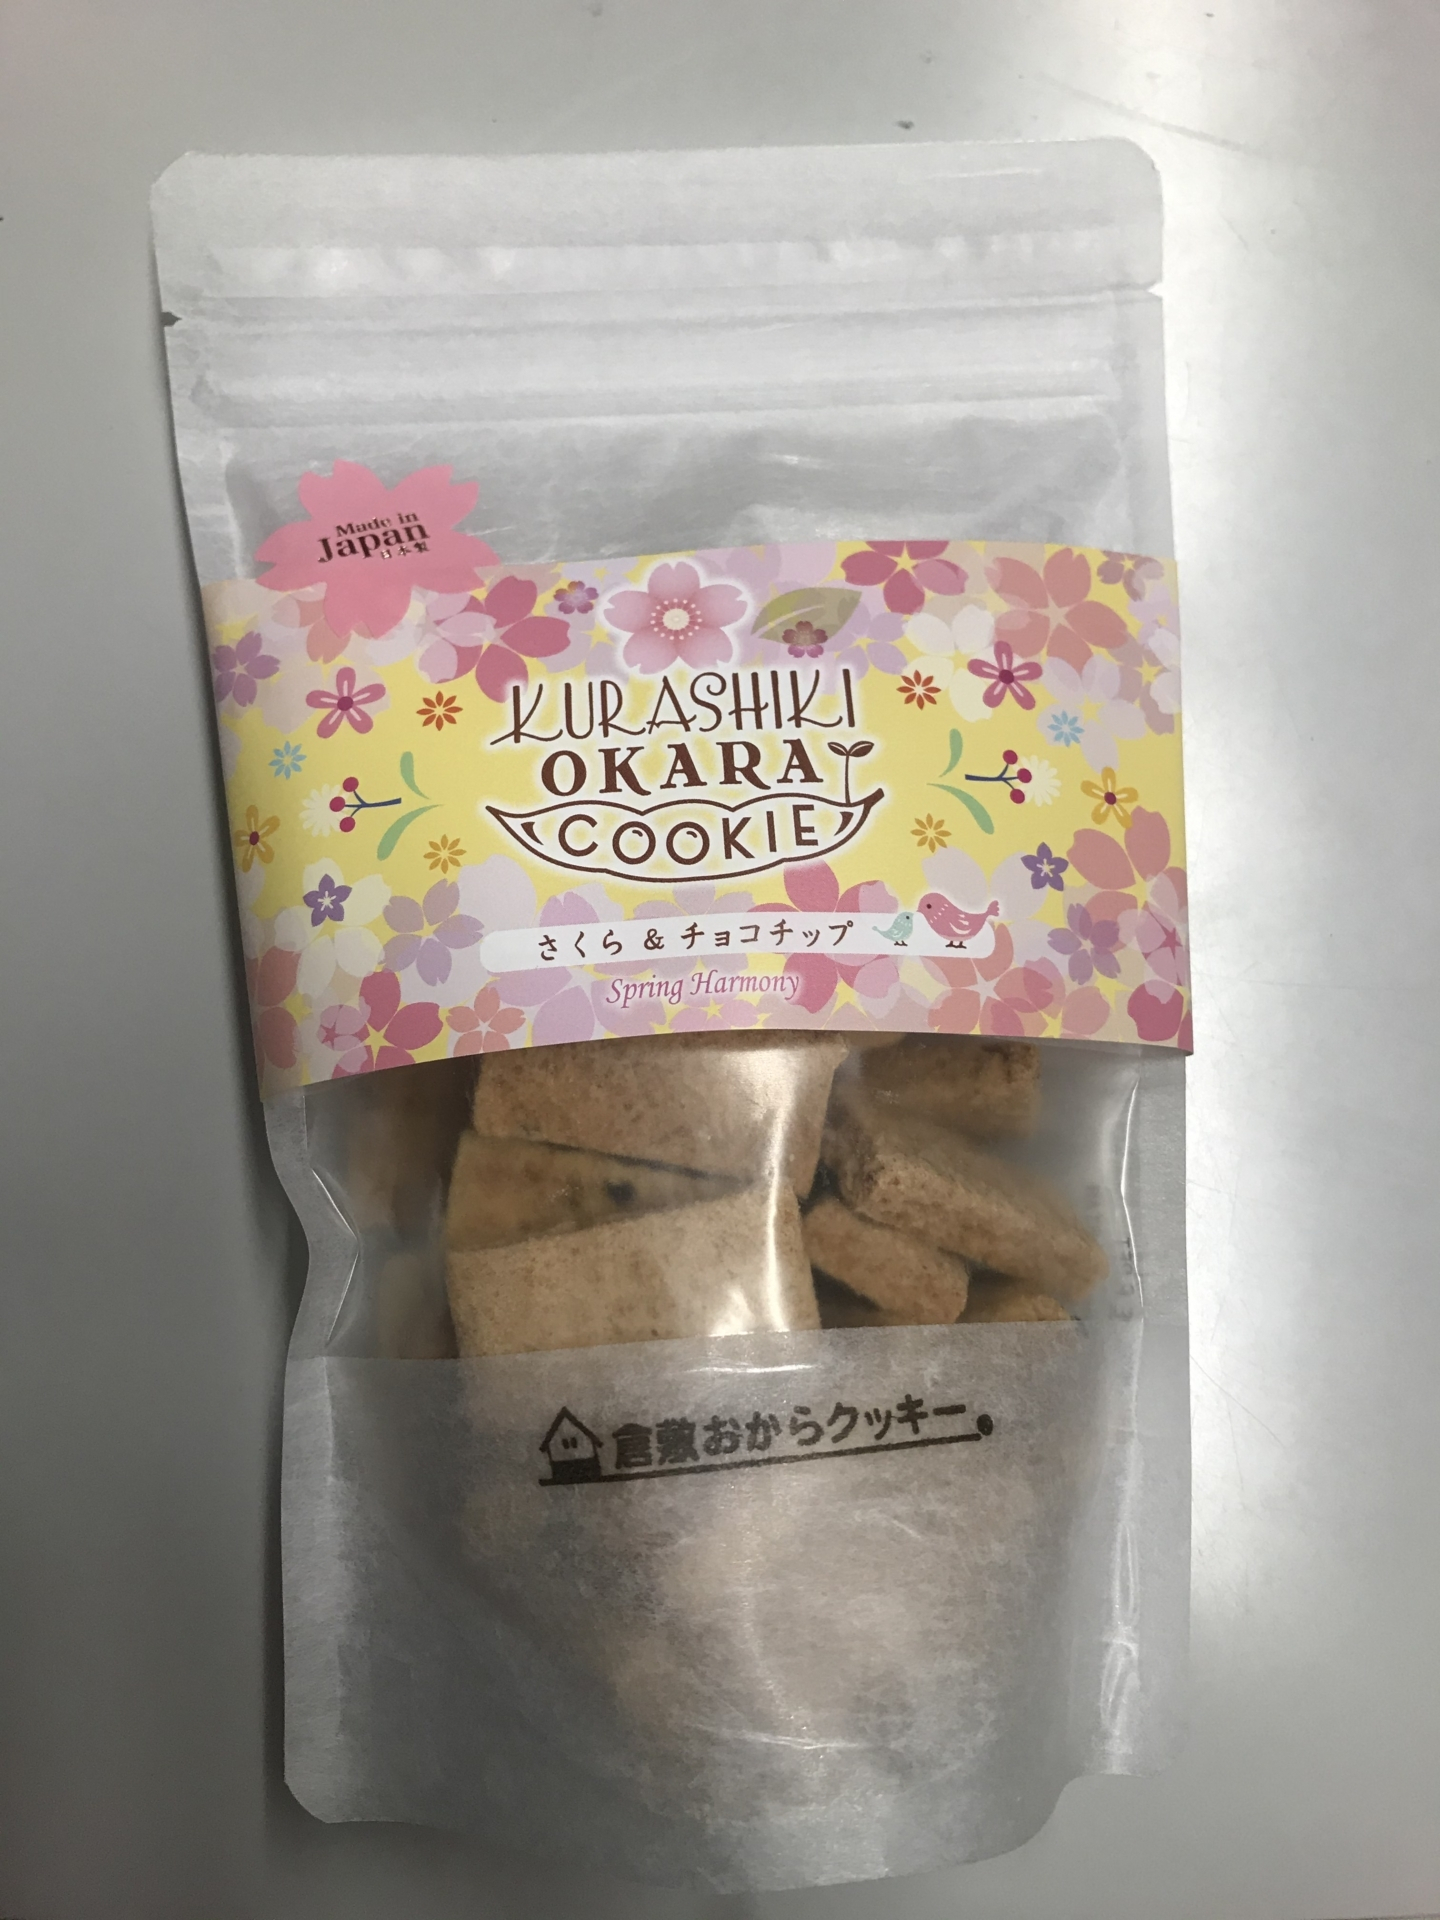 Made in
Japan
日本製
KURASHIKI
OKARA
COOKIE
さくら & チョコチップ
Spring Harmony
倉敷おからクッキー。